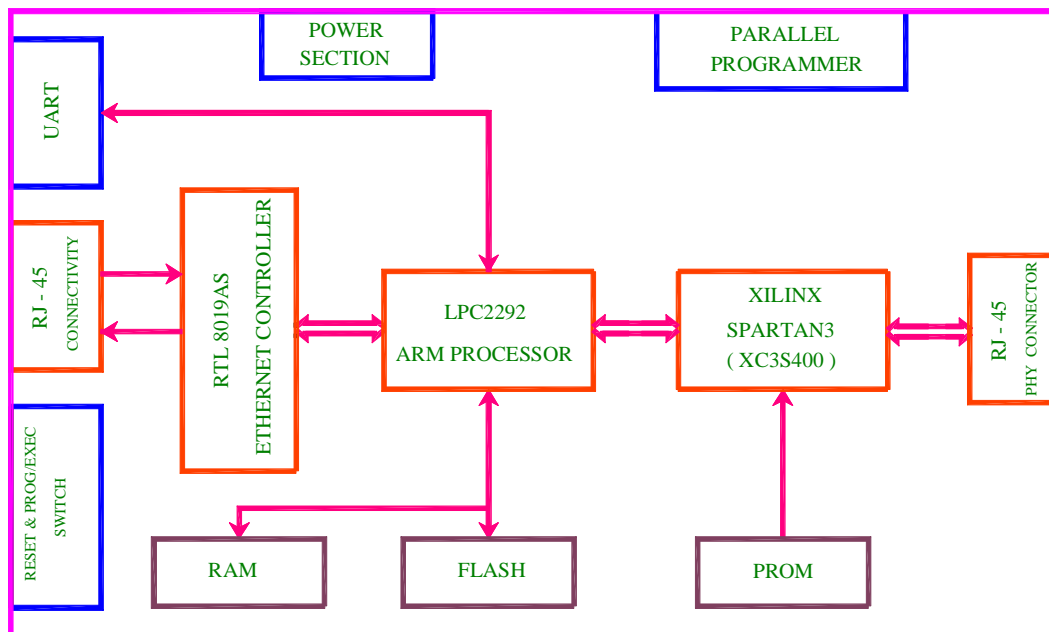 POWER
SECTION
PARALLEL
PROGRAMMER
UART
RJ - 45
CONNECTIVITY
RTL 8019AS
ETHERNET CONTROLLER
LPC2292
ARM PROCESSOR
XILINX
SPARTAN3
( XC3S400 )
RJ - 45
PHY CONNECTOR
RESET & PROG/EXEC
SWITCH
RAM
FLASH
PROM